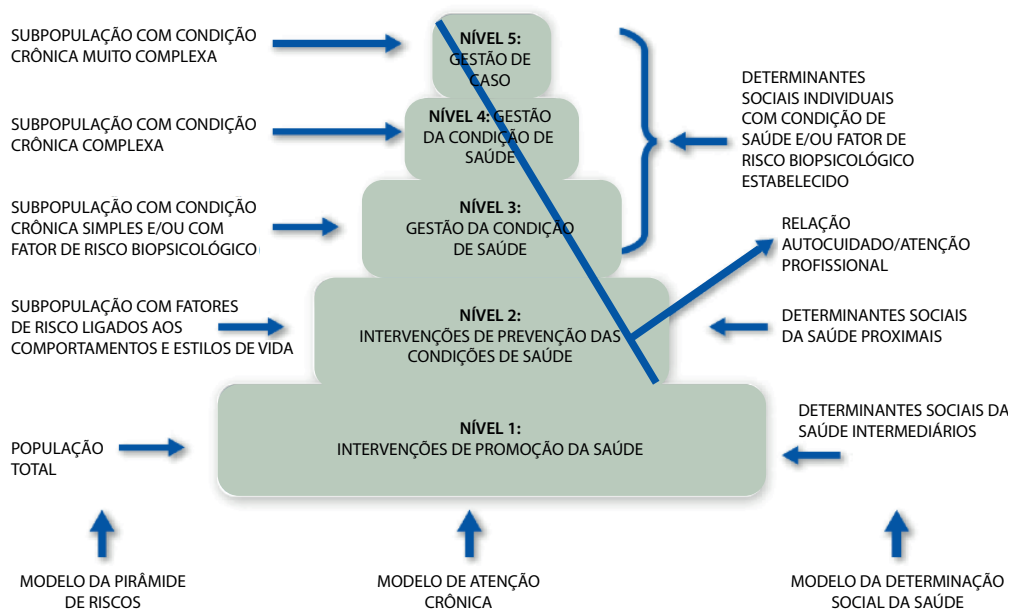 SUBPOPULAÇÃO COM CONDIÇÃO
CRÔNICA MUITO COMPLEXA
SUBPOPULAÇÃO COM CONDIÇÃO
CRÔNICA COMPLEXA
SUBPOPULAÇÃO COM CONDIÇÃO
CRÔNICA SIMPLES E/OU COM
FATOR DE RISCO BIOPSICOLÓGICO
SUBPOPULAÇÃO COM FATORES
DE RISCO LIGADOS AOS
COMPORTAMENTOS E ESTILOS DE VIDA
POPULAÇÃO
TOTAL
MODELO DA PIRÂMIDE
DE RISCOS
NÍVEL 5:
GESTÃO DE
CASO
NÍVEL 4: GESTÃO
DA CONDIÇÃO DE
SAÚDE
NÍVEL 3:
GESTÃO DA CONDIÇÃO
DE SAÚDE
NÍVEL 2:
INTERVENÇÕES DE PREVENÇÃO DAS
CONDIÇÕES DE SAÚDE
NÍVEL 1:
INTERVENÇÕES DE PROMOÇÃO DA SAÚDE
MODELO DE ATENÇÃO
CRÔNICA
DETERMINANTES
SOCIAIS INDIVIDUAIS
COM CONDIÇÃO DE
SAÚDE E/OU FATOR DE
RISCO BIOPSICOLÓGICO
ESTABELECIDO
RELAÇÃO
AUTOCUIDADO/ATENÇÃO
PROFISSIONAL
DETERMINANTES SOCIAIS
DA SAÚDE PROXIMAIS
DETERMINANTES SOCIAIS DA
SAÚDE INTERMEDIÁRIOS
MODELO DA DETERMINAÇÃO
SOCIAL DA SAÚDE